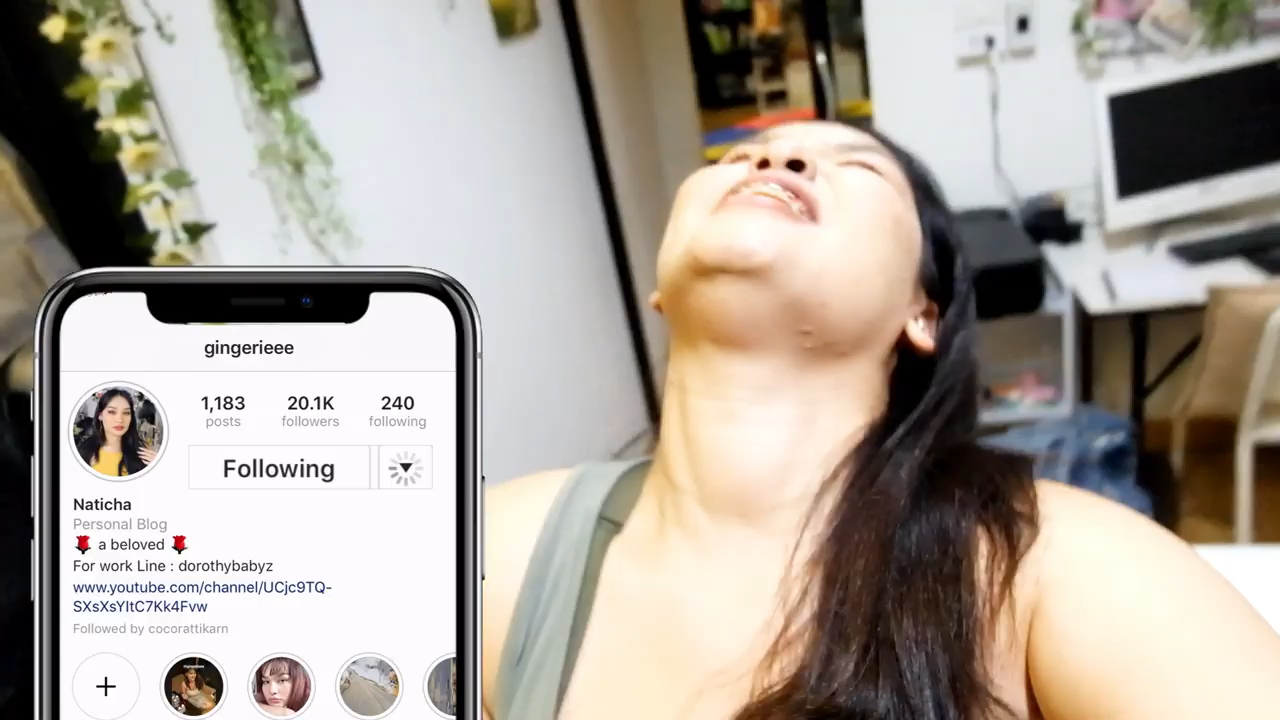 gingerieee
1,183 20.1K 240
posts followers following
Following
Naticha
Personal Blog
🌹 a beloved 🌹
For work Line : dorothybabyz
www.youtube.com/channel/UCjc9TQ-
SXsXsYItC7Kk4Fvw
Followed by cocorattikarn